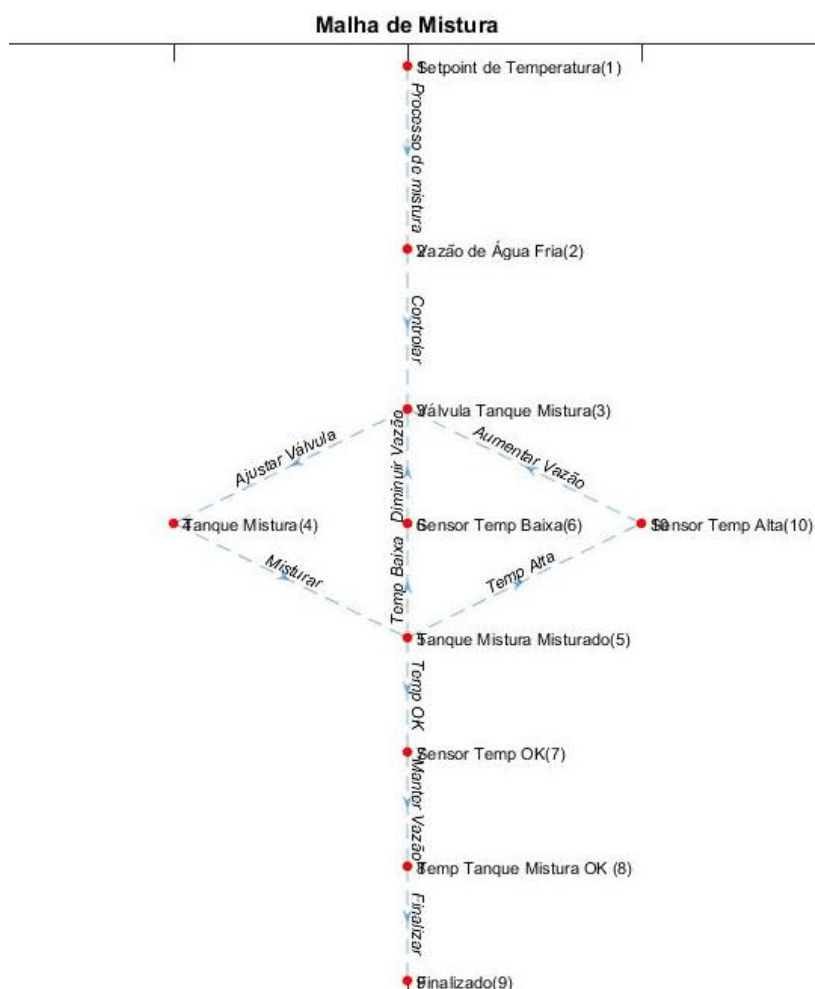 Malha de Mistura
Setpoint de Temperatura(1)
Processo de mistura
Vazão de Água Fria(2)
Controlar
Válvula Tanque Mistura(3)
Ajustar Válvula
Diminuir Vazão
Aumentar Vazão
Tanque Mistura(4)
Sensor Temp Baixa(6)
Sensor Temp Alta(10)
Misturar
Temp Baixa
Temp Alta
Tanque Mistura Misturado(5)
Temp OK
Sensor Temp OK(7)
Manter Vazão
Temp Tanque Mistura OK (8)
Finalizar
Finalizado(9)